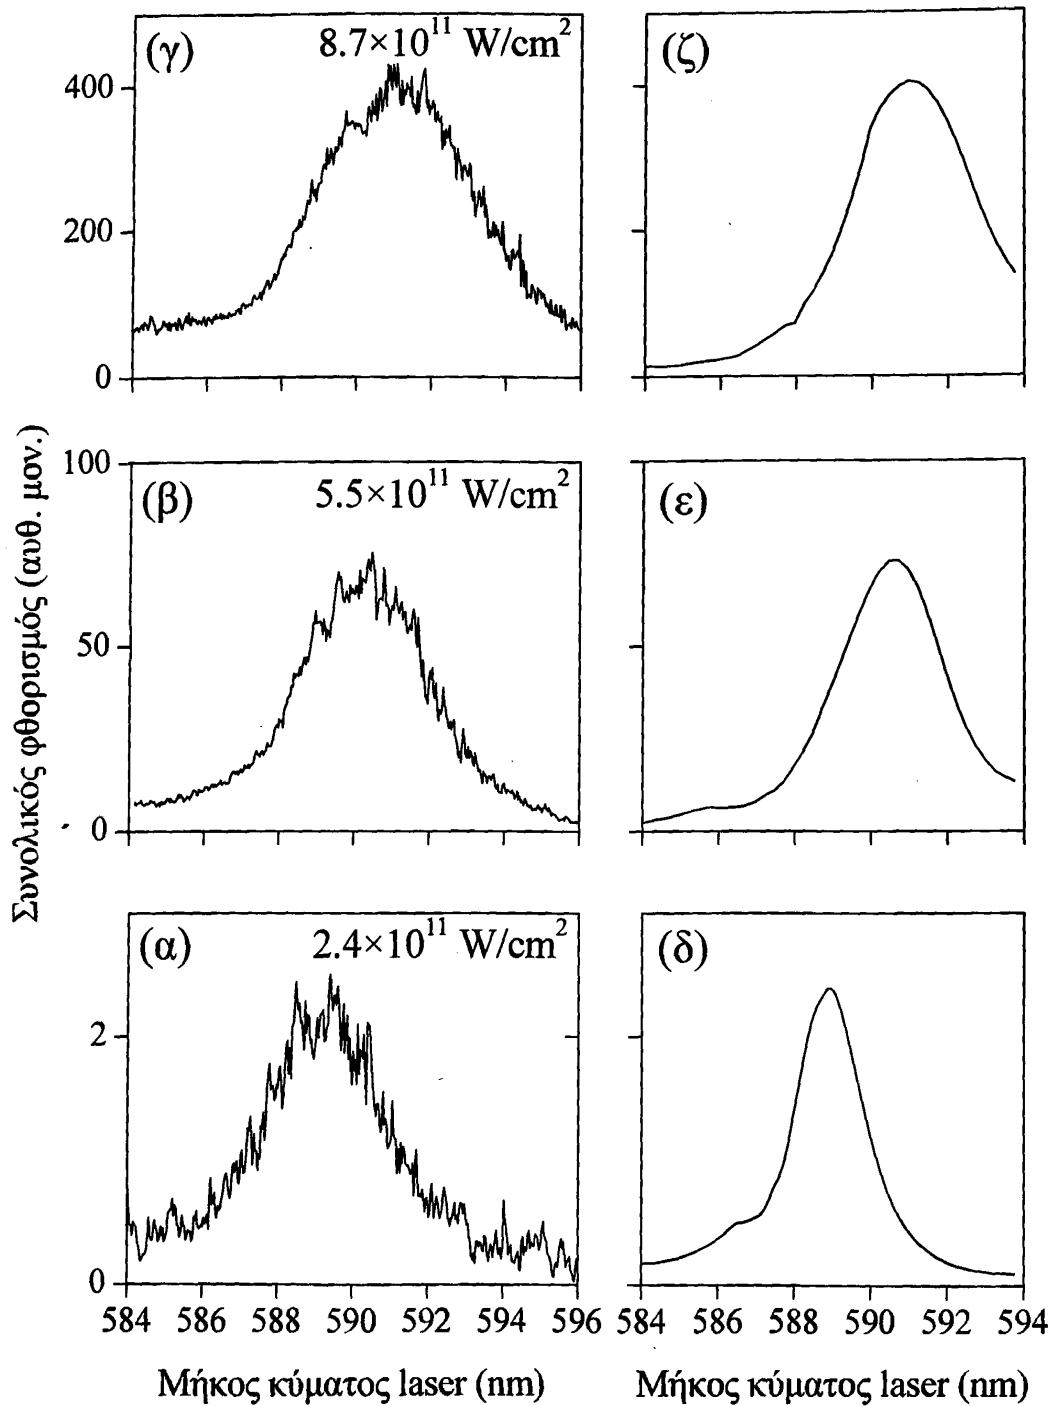 (γ) 8.7×10¹¹ W/cm²
(ζ)
400
200
0
Συνολικός φθορισμός (αυθ. μον.)
(β) 5.5×10¹¹ W/cm²
(ε)
100
50
0
(α) 2.4×10¹¹ W/cm²
(δ)
2
0
584 586 588 590 592 594 596 584 586 588 590 592 594
Μήκος κύματος laser (nm) Μήκος κύματος laser (nm)